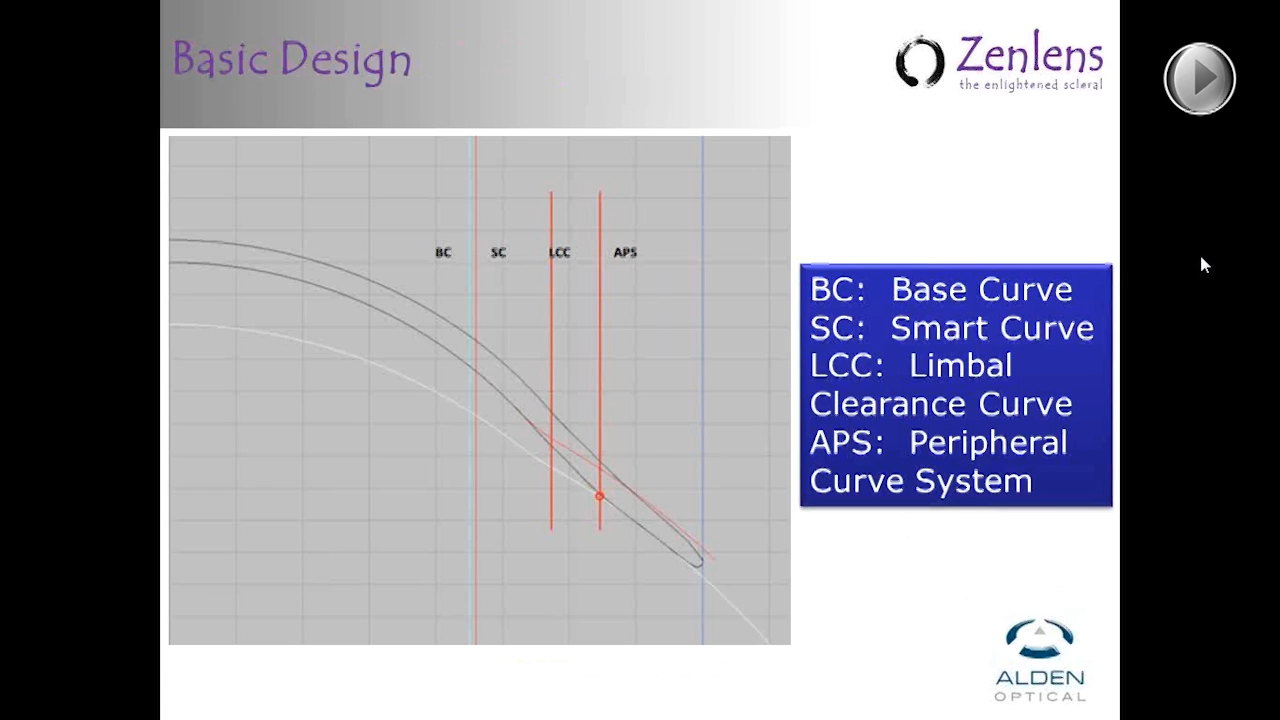 Basic Design
Zenlens
the enlightened scleral
BC SC LCC APS
BC: Base Curve
SC: Smart Curve
LCC: Limbal
Clearance Curve
APS: Peripheral
Curve System
ALDEN
OPTICAL